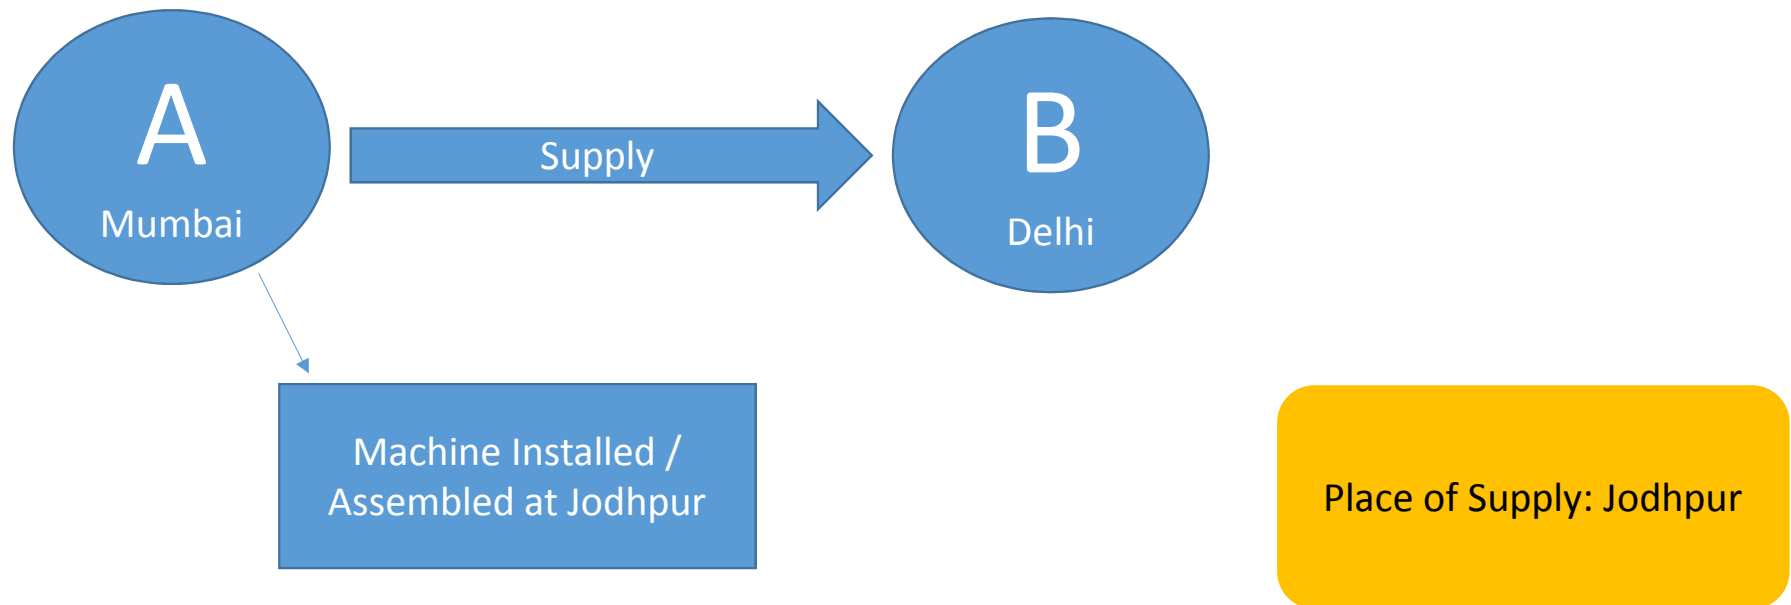 A
Mumbai
Supply
B
Delhi
Machine Installed /
Assembled at Jodhpur
Place of Supply: Jodhpur